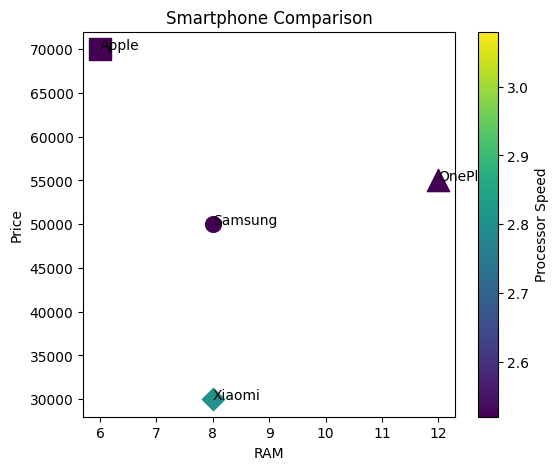 Smartphone Comparison
Price
70000
65000
60000
55000
50000
45000
40000
35000
30000
Apple
OnePl
Samsung
Xiaomi
6
7
8
9
10
11
12
RAM
3.0
2.9
2.8
2.7
2.6
Processor Speed